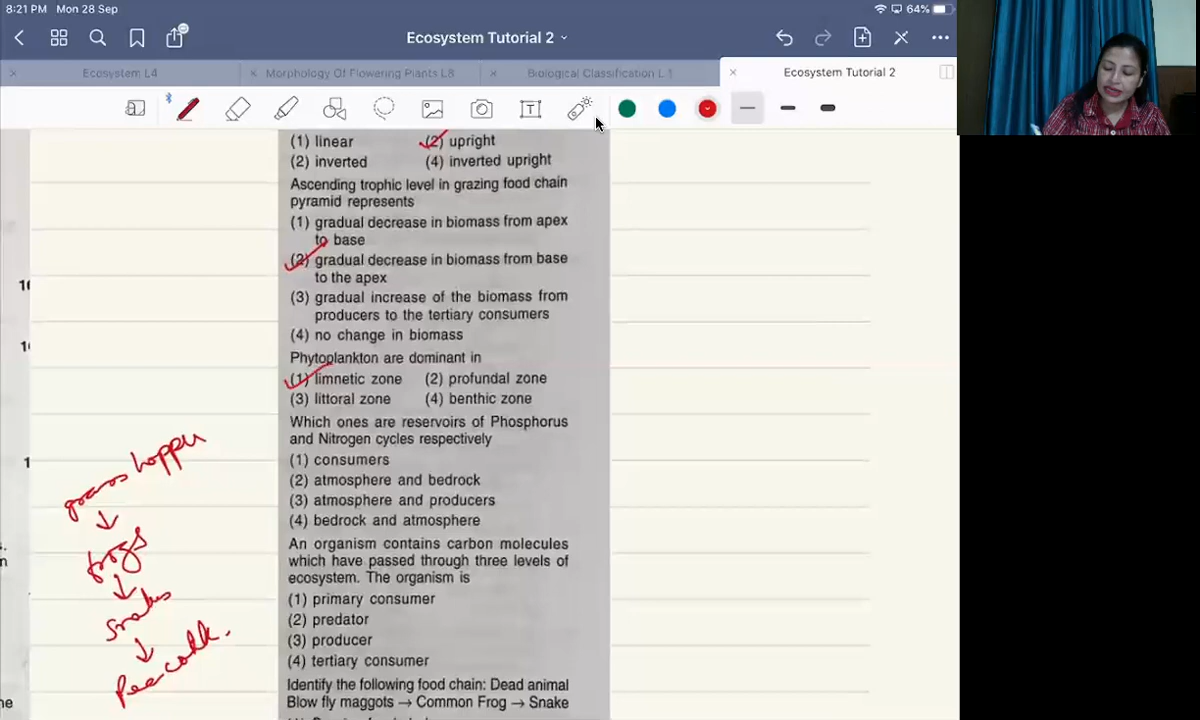 8:21 PM Mon 28 Sep
64%
Ecosystem Tutorial 2
Ecosystem L4
Morphology Of Flowering Plants L8
Biological Classification L 1
Ecosystem Tutorial 2
(1) linear (2) upright
(2) inverted (4) inverted upright
Ascending trophic level in grazing food chain
pyramid represents
(1) gradual decrease in biomass from apex
to base
(2) gradual decrease in biomass from base
to the apex
(3) gradual increase of the biomass from
producers to the tertiary consumers
(4) no change in biomass
Phytoplankton are dominant in
(1) limnetic zone (2) profundal zone
(3) littoral zone (4) benthic zone
Which ones are reservoirs of Phosphorus
and Nitrogen cycles respectively
(1) consumers
(2) atmosphere and bedrock
(3) atmosphere and producers
(4) bedrock and atmosphere
An organism contains carbon molecules
which have passed through three levels of
ecosystem. The organism is
(1) primary consumer
(2) predator
(3) producer
(4) tertiary consumer
Identify the following food chain: Dead animal
Blow fly maggots → Common Frog → Snake
grass hopper
↓
frogs
↓
snakes
↓
Peacock.